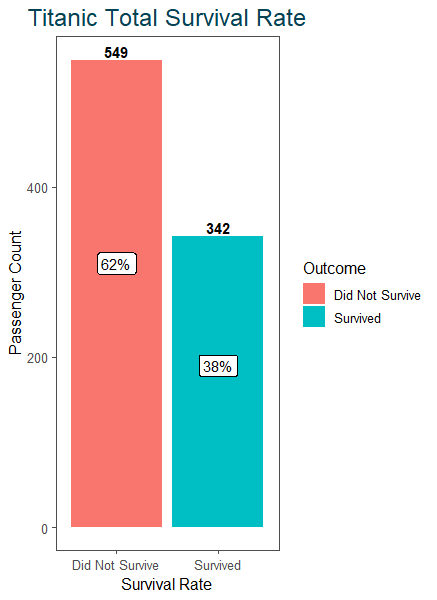 Titanic Total Survival Rate
549
342
400
Passenger Count
Outcome
62%
Did Not Survive
Survived
200
38%
0
Did Not Survive
Survived
Survival Rate